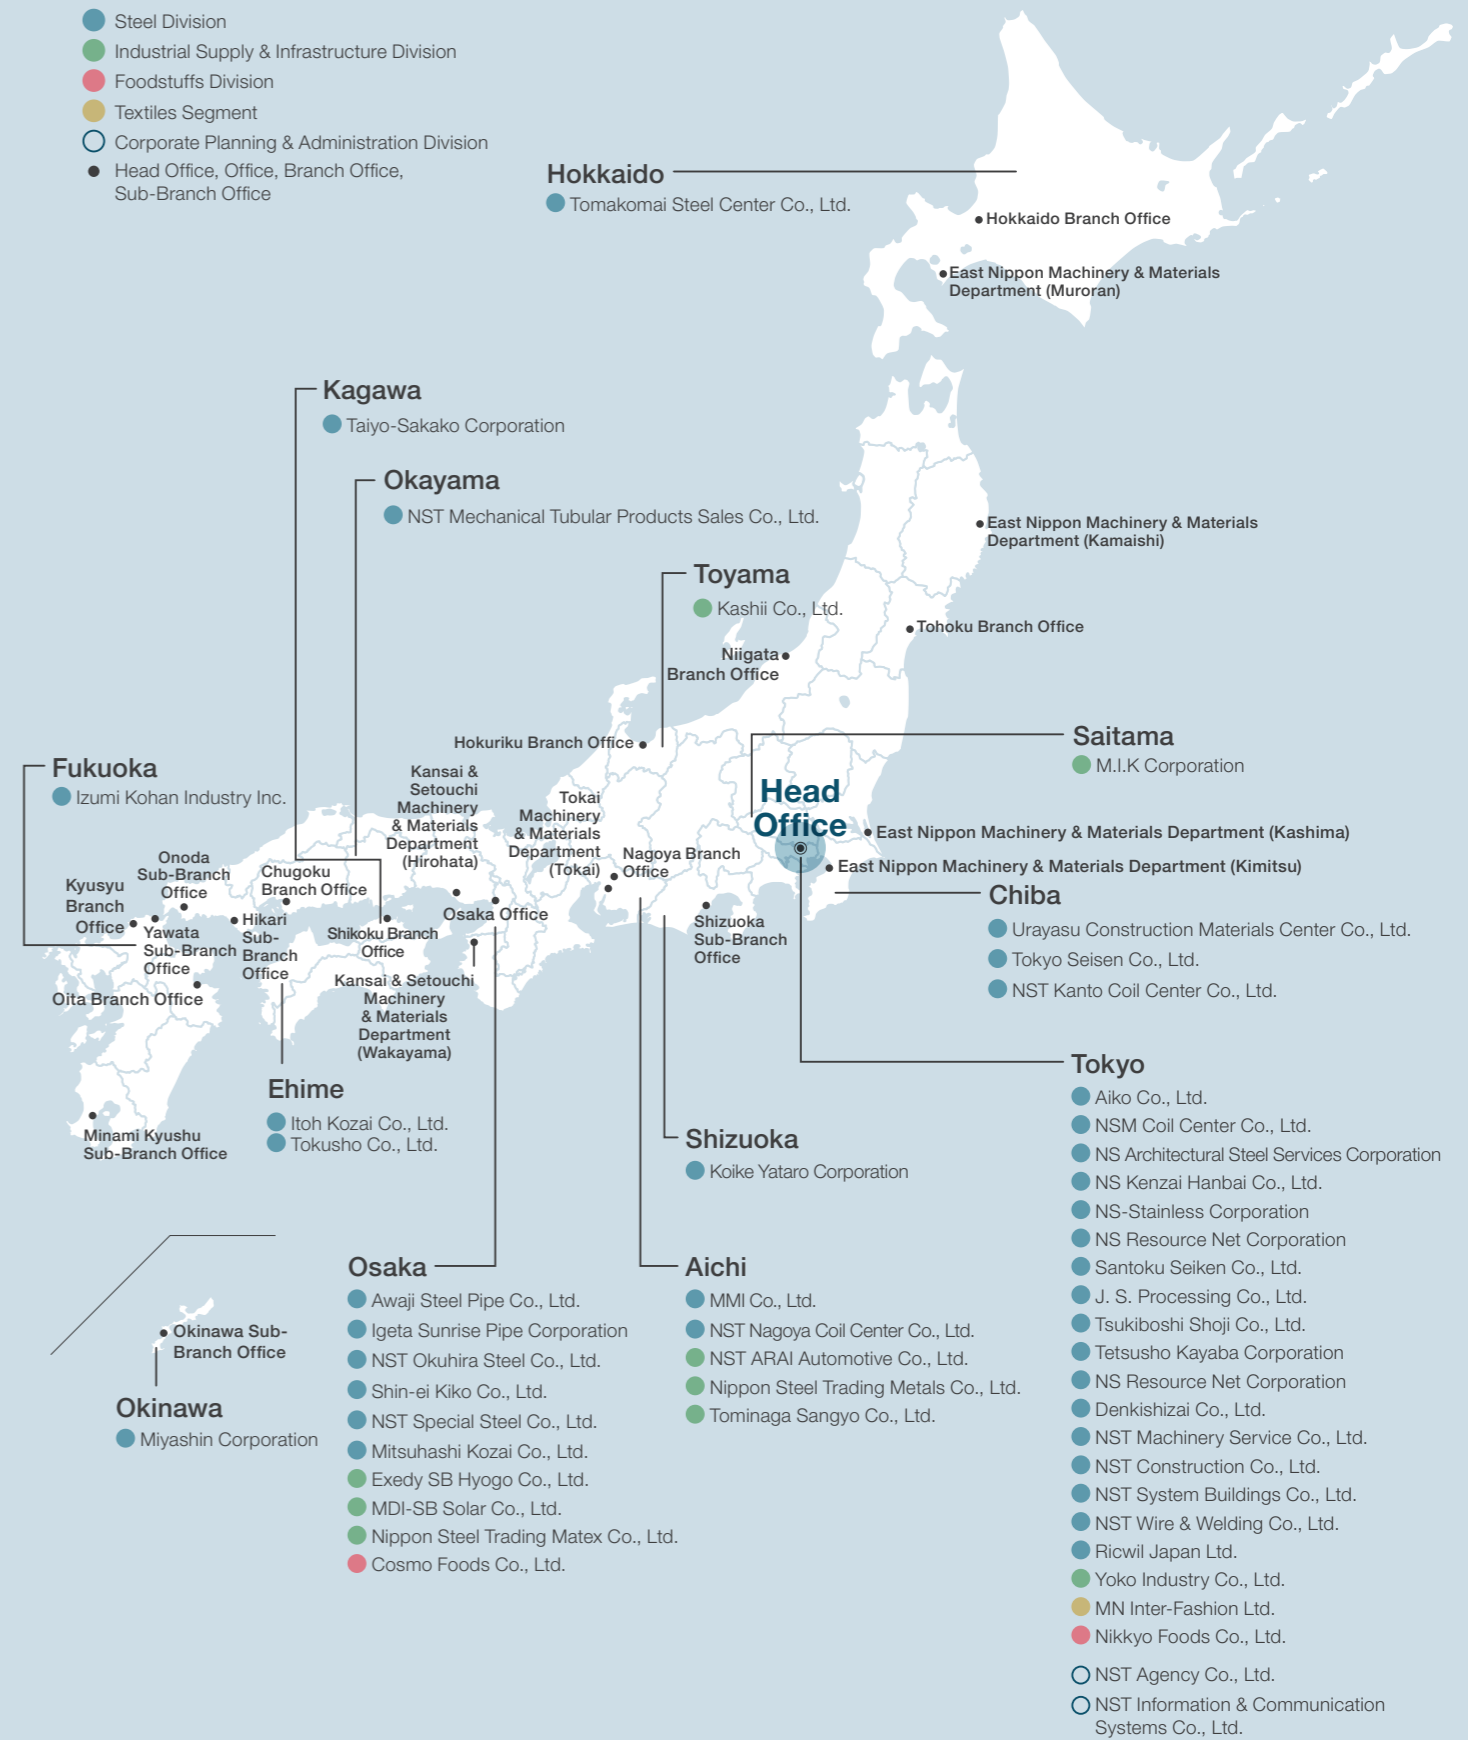 Steel Division
Industrial Supply & Infrastructure Division
Foodstuffs Division
Textiles Segment
Corporate Planning & Administration Division
Head Office, Office, Branch Office,
Sub-Branch Office
Hokkaido
Tomakomai Steel Center Co., Ltd.
Hokkaido Branch Office
East Nippon Machinery & Materials
Department (Muroran)
Kagawa
Taiyo-Sakako Corporation
Okayama
NST Mechanical Tubular Products Sales Co., Ltd.
East Nippon Machinery & Materials
Department (Kamaishi)
Toyama
Kashii Co., Ltd.
Tohoku Branch Office
Niigata
Branch Office
Hokuriku Branch Office
Saitama
M.I.K Corporation
Fukuoka
Izumi Kohan Industry Inc.
Kansai &
Setouchi
Machinery
& Materials
Department
(Hirohata)
Tokai
Machinery
& Materials
Department
(Tokai)
Head
Office
East Nippon Machinery & Materials Department (Kashima)
East Nippon Machinery & Materials Department (Kimitsu)
Nagoya Branch
Office
Onoda
Sub-Branch
Office
Chugoku
Branch Office
Kyusyu
Branch
Office
Yawata
Sub-Branch
Office
Hikari
Sub-
Branch
Office
Shikoku Branch
Office
Osaka Office
Shizuoka
Sub-Branch
Office
Chiba
Urayasu Construction Materials Center Co., Ltd.
Tokyo Seisen Co., Ltd.
NST Kanto Coil Center Co., Ltd.
Oita Branch Office
Kansai & Setouchi
Machinery
& Materials
Department
(Wakayama)
Minami Kyushu
Sub-Branch Office
Ehime
Itoh Kozai Co., Ltd.
Tokusho Co., Ltd.
Shizuoka
Koike Yataro Corporation
Tokyo
Aiko Co., Ltd.
NSM Coil Center Co., Ltd.
NS Architectural Steel Services Corporation
NS Kenzai Hanbai Co., Ltd.
NS-Stainless Corporation
NS Resource Net Corporation
Santoku Seiken Co., Ltd.
J. S. Processing Co., Ltd.
Tsukiboshi Shoji Co., Ltd.
Tetsusho Kayaba Corporation
NS Resource Net Corporation
Denkishizai Co., Ltd.
NST Machinery Service Co., Ltd.
NST Construction Co., Ltd.
NST System Buildings Co., Ltd.
NST Wire & Welding Co., Ltd.
Ricwil Japan Ltd.
Yoko Industry Co., Ltd.
MN Inter-Fashion Ltd.
Nikkyo Foods Co., Ltd.
NST Agency Co., Ltd.
NST Information & Communication
Systems Co., Ltd.
Osaka
Awaji Steel Pipe Co., Ltd.
Igeta Sunrise Pipe Corporation
NST Okuhira Steel Co., Ltd.
Shin-ei Kiko Co., Ltd.
NST Special Steel Co., Ltd.
Mitsuhashi Kozai Co., Ltd.
Exedy SB Hyogo Co., Ltd.
MDI-SB Solar Co., Ltd.
Nippon Steel Trading Matex Co., Ltd.
Cosmo Foods Co., Ltd.
Aichi
MMI Co., Ltd.
NST Nagoya Coil Center Co., Ltd.
NST ARAI Automotive Co., Ltd.
Nippon Steel Trading Metals Co., Ltd.
Tominaga Sangyo Co., Ltd.
Okinawa Sub-
Branch Office
Okinawa
Miyashin Corporation